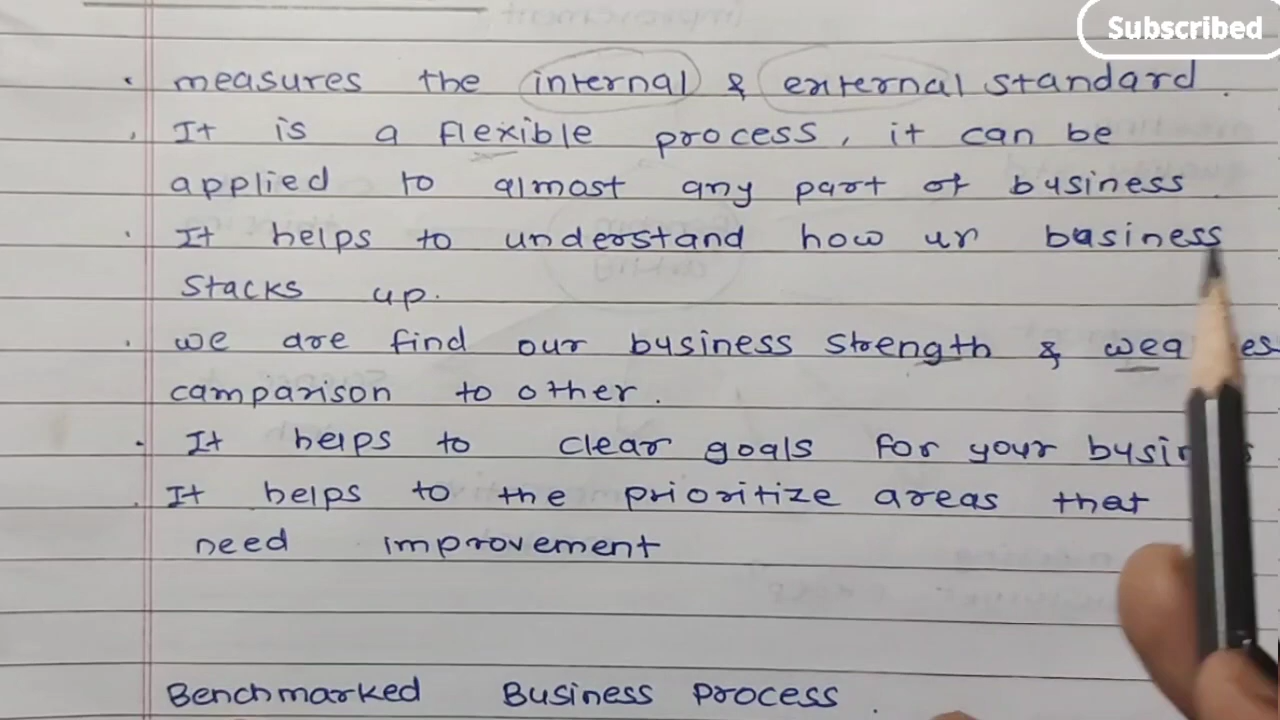 Subscribed
measures the internal & external standard.
It is a flexible process, it can be
applied to almost any part of business.
It helps to understand how ur business
stacks up.
we are find our business strength &
camparison to other.
It helps to clear goals for your
It helps to the prioritize areas that
need improvement
Benchmarked Business process.